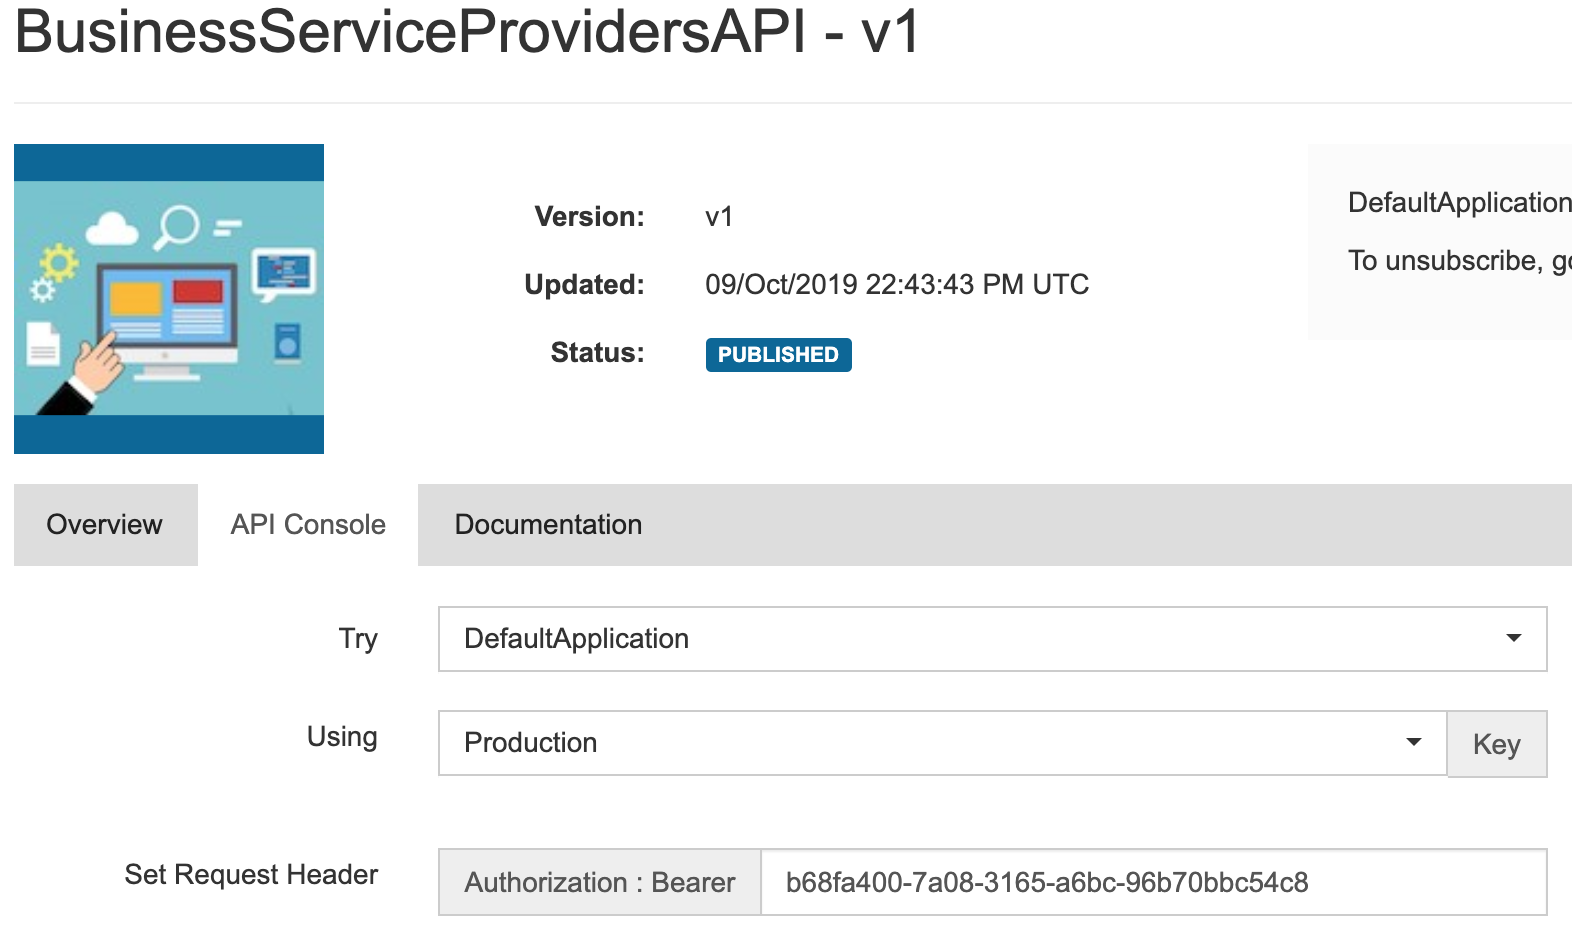 BusinessServiceProvidersAPI - v1
Version: v1
Updated: 09/Oct/2019 22:43:43 PM UTC
Status: PUBLISHED
DefaultApplication
To unsubscribe, go
Overview API Console Documentation
Try DefaultApplication
Using Production Key
Set Request Header Authorization : Bearer b68fa400-7a08-3165-a6bc-96b70bbc54c8